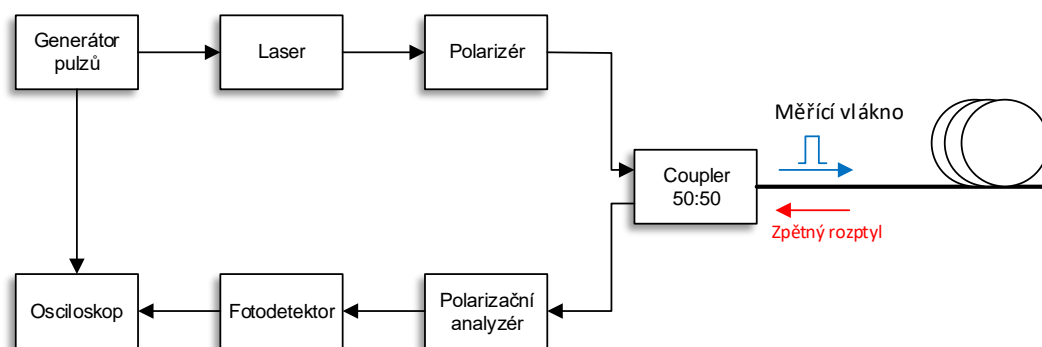 Generátor
pulzů
Laser
Polarizér
Měřící vlákno
Coupler
50:50
Zpětný rozptyl
Osciloskop
Fotodetektor
Polarizační
analyzér